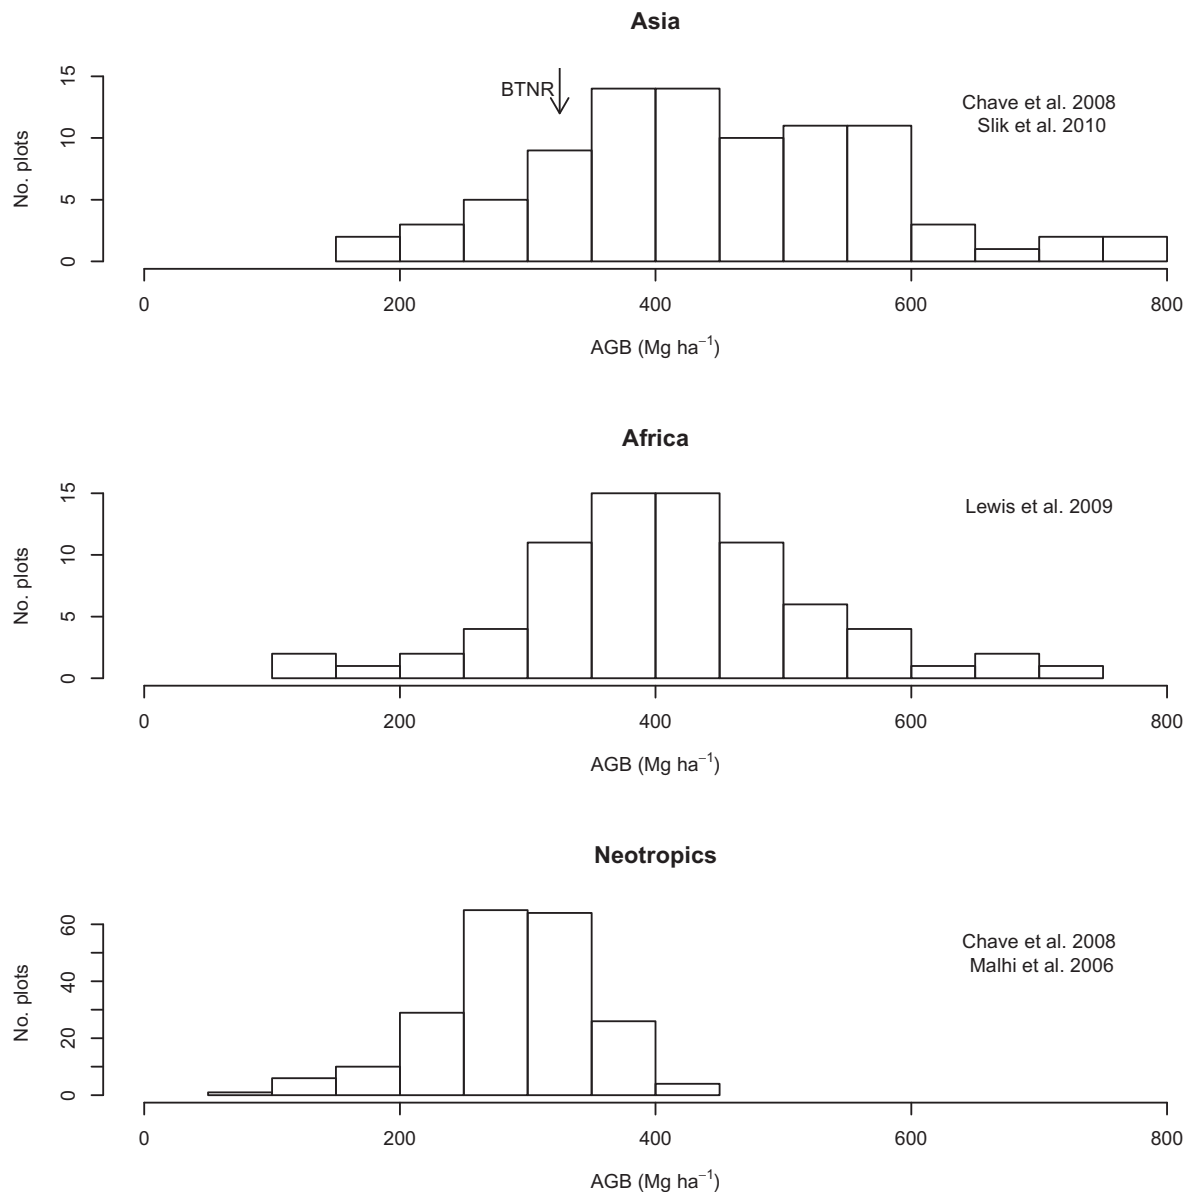 Asia
No. plots
15
10
5
0
BTNR
Chave et al. 2008
Slik et al. 2010
0 200 400 600 800
AGB (Mg ha⁻¹)
Africa
No. plots
15
10
5
0
Lewis et al. 2009
0 200 400 600 800
AGB (Mg ha⁻¹)
Neotropics
No. plots
60
40
20
0
Chave et al. 2008
Malhi et al. 2006
0 200 400 600 800
AGB (Mg ha⁻¹)